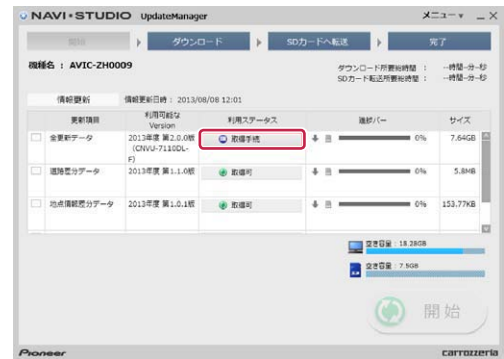 NAVI・STUDIO UpdateManager メニュー
開始 ダウンロード SDカードへ転送 完了
機種名 : AVIC-ZH0009
ダウンロード所要総時間 : --時間--分--秒
SDカード転送所要総時間 : --時間--分--秒
情報更新 情報更新日時 : 2013/08/08 12:01
更新項目 利用可能な Version 利用ステータス 進捗バー サイズ
全更新データ 2013年度 第2.0.0版 (CNVU-7110DL-F) 取得手続 0% 7.64GB
道路差分データ 2013年度 第1.1.0版 取得可 0% 5.8MB
地点情報差分データ 2013年度 第1.0.1版 取得可 0% 153.77KB
空き容量 : 18.28GB
空き容量 : 7.5GB
開始
Pioneer carrozzeria